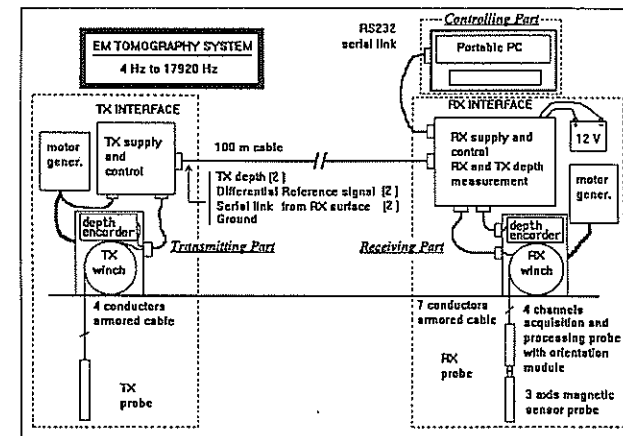 Controlling Part
RS232
serial link
Portable PC
EM TOMOGRAPHY SYSTEM
4 Hz to 17920 Hz
TX INTERFACE
RX INTERFACE
motor
gener.
TX supply
and
control
100 m cable
RX supply and
control
RX and TX depth
measurement
12 V
motor
gener.
TX depth (2)
Differential Reference signal (2)
Serial link from RX surface (2)
Ground
depth
encorder
Transmitting Part
Receiving Part
depth
encorder
TX
winch
RX
winch
4 conductors
armored cable
7 conductors
armored cable
4 channels
acquisition and
processing probe
with orientation
module
TX
probe
RX
probe
3 axis magnetic
sensor probe